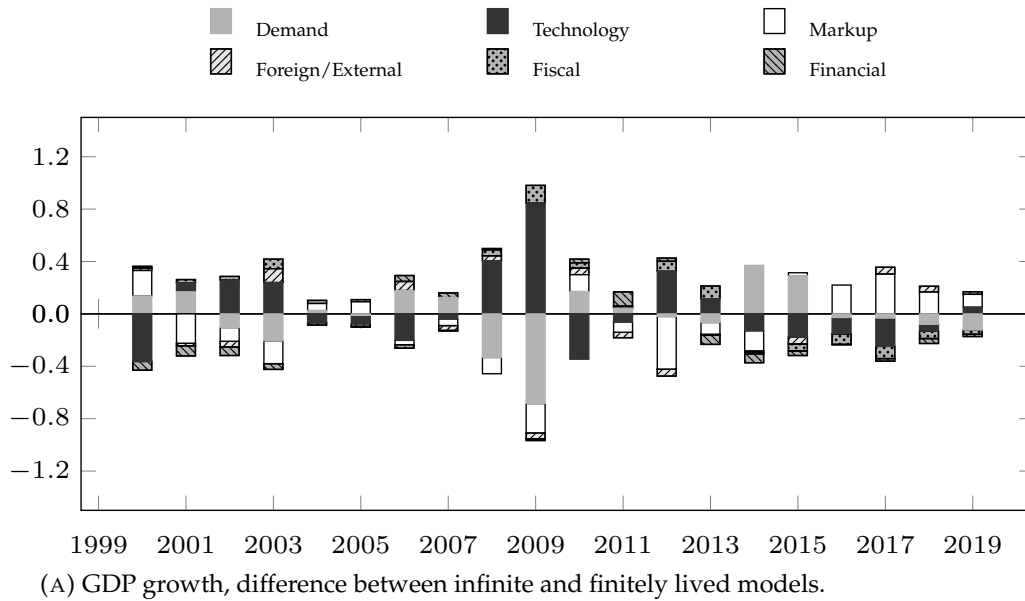 Demand Technology Markup
Foreign/External Fiscal Financial
1.2
0.8
0.4
0.0
−0.4
−0.8
−1.2
1999 2001 2003 2005 2007 2009 2011 2013 2015 2017 2019
(A) GDP growth, difference between infinite and finitely lived models.